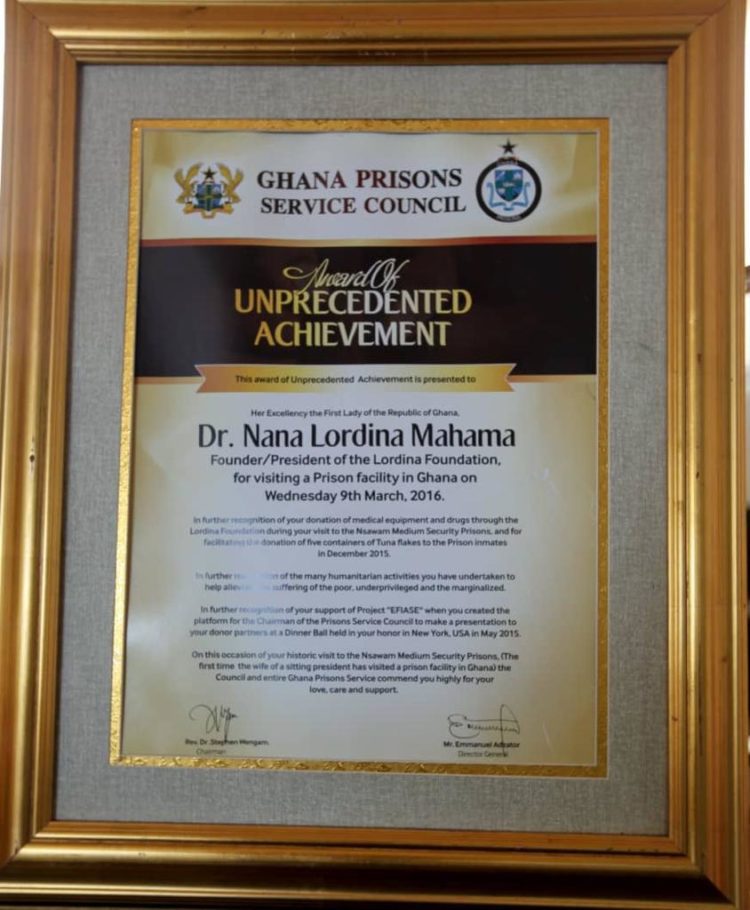 GHANA PRISONS
SERVICE COUNCIL
Award Of
UNPRECEDENTED
ACHIEVEMENT
This award of Unprecedented Achievement is presented to
Her Excellency the First Lady of the Republic of Ghana,
Dr. Nana Lordina Mahama
Founder/President of the Lordina Foundation,
for visiting a Prison facility in Ghana on
Wednesday 9th March, 2016.
In further recognition of your donation of medical equipment and drugs through the
Lordina Foundation during your visit to the Nsawam Medium Security Prisons, and for
facilitating the donation of five containers of Tuna flakes to the Prison inmates
in December 2015.
In further recognition of the many humanitarian activities you have undertaken to
help alleviate the suffering of the poor, underprivileged and the marginalized.
In further recognition of your support of Project "EFIASE" when you created the
platform for the Chairman of the Prisons Service Council to make a presentation to
your donor partners at a Dinner Ball held in your honor in New York, USA in May 2015.
On this occasion of your historic visit to the Nsawam Medium Security Prisons, (The
first time the wife of a sitting president has visited a prison facility in Ghana) the
Council and entire Ghana Prisons Service commend you highly for your
love, care and support.
Rev. Dr. Stephen Wengam.
Chairman
Mr. Emmanuel Adzator
Director General